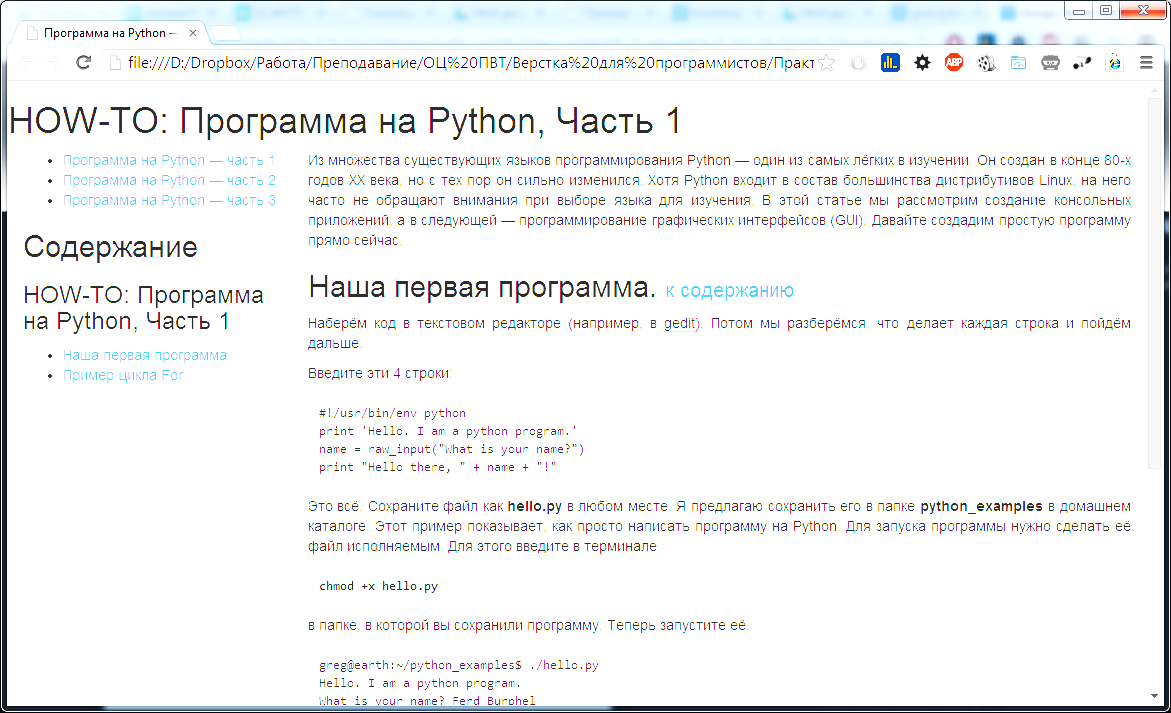 Программа на Python —
file:///D:/Dropbox/Работа/Преподавание/ОЦ%20ПВТ/Верстка%20для%20программистов/Практ
ABP
HOW-TO: Программа на Python, Часть 1
Программа на Python — часть 1
Программа на Python — часть 2
Программа на Python — часть 3
Содержание
HOW-TO: Программа
на Python, Часть 1
Наша первая программа
Пример цикла For
Из множества существующих языков программирования Python — один из самых лёгких в изучении. Он создан в конце 80-х
годов XX века, но с тех пор он сильно изменился. Хотя Python входит в состав большинства дистрибутивов Linux, на него
часто не обращают внимания при выборе языка для изучения. В этой статье мы рассмотрим создание консольных
приложений, а в следующей — программирование графических интерфейсов (GUI). Давайте создадим простую программу
прямо сейчас.
Наша первая программа. к содержанию
Наберём код в текстовом редакторе (например, в gedit). Потом мы разберёмся, что делает каждая строка и пойдём
дальше.
Введите эти 4 строки:
#!/usr/bin/env python
print 'Hello. I am a python program.'
name = raw_input("What is your name?")
print "Hello there, " + name + "!"
Это всё. Сохраните файл как hello.py в любом месте. Я предлагаю сохранить его в папке python_examples в домашнем
каталоге. Этот пример показывает, как просто написать программу на Python. Для запуска программы нужно сделать её
файл исполняемым. Для этого введите в терминале
chmod +x hello.py
в папке, в которой вы сохранили программу. Теперь запустите её.
greg@earth:~/python_examples$ ./hello.py
Hello. I am a python program.
What is your name? Ferd Burphel